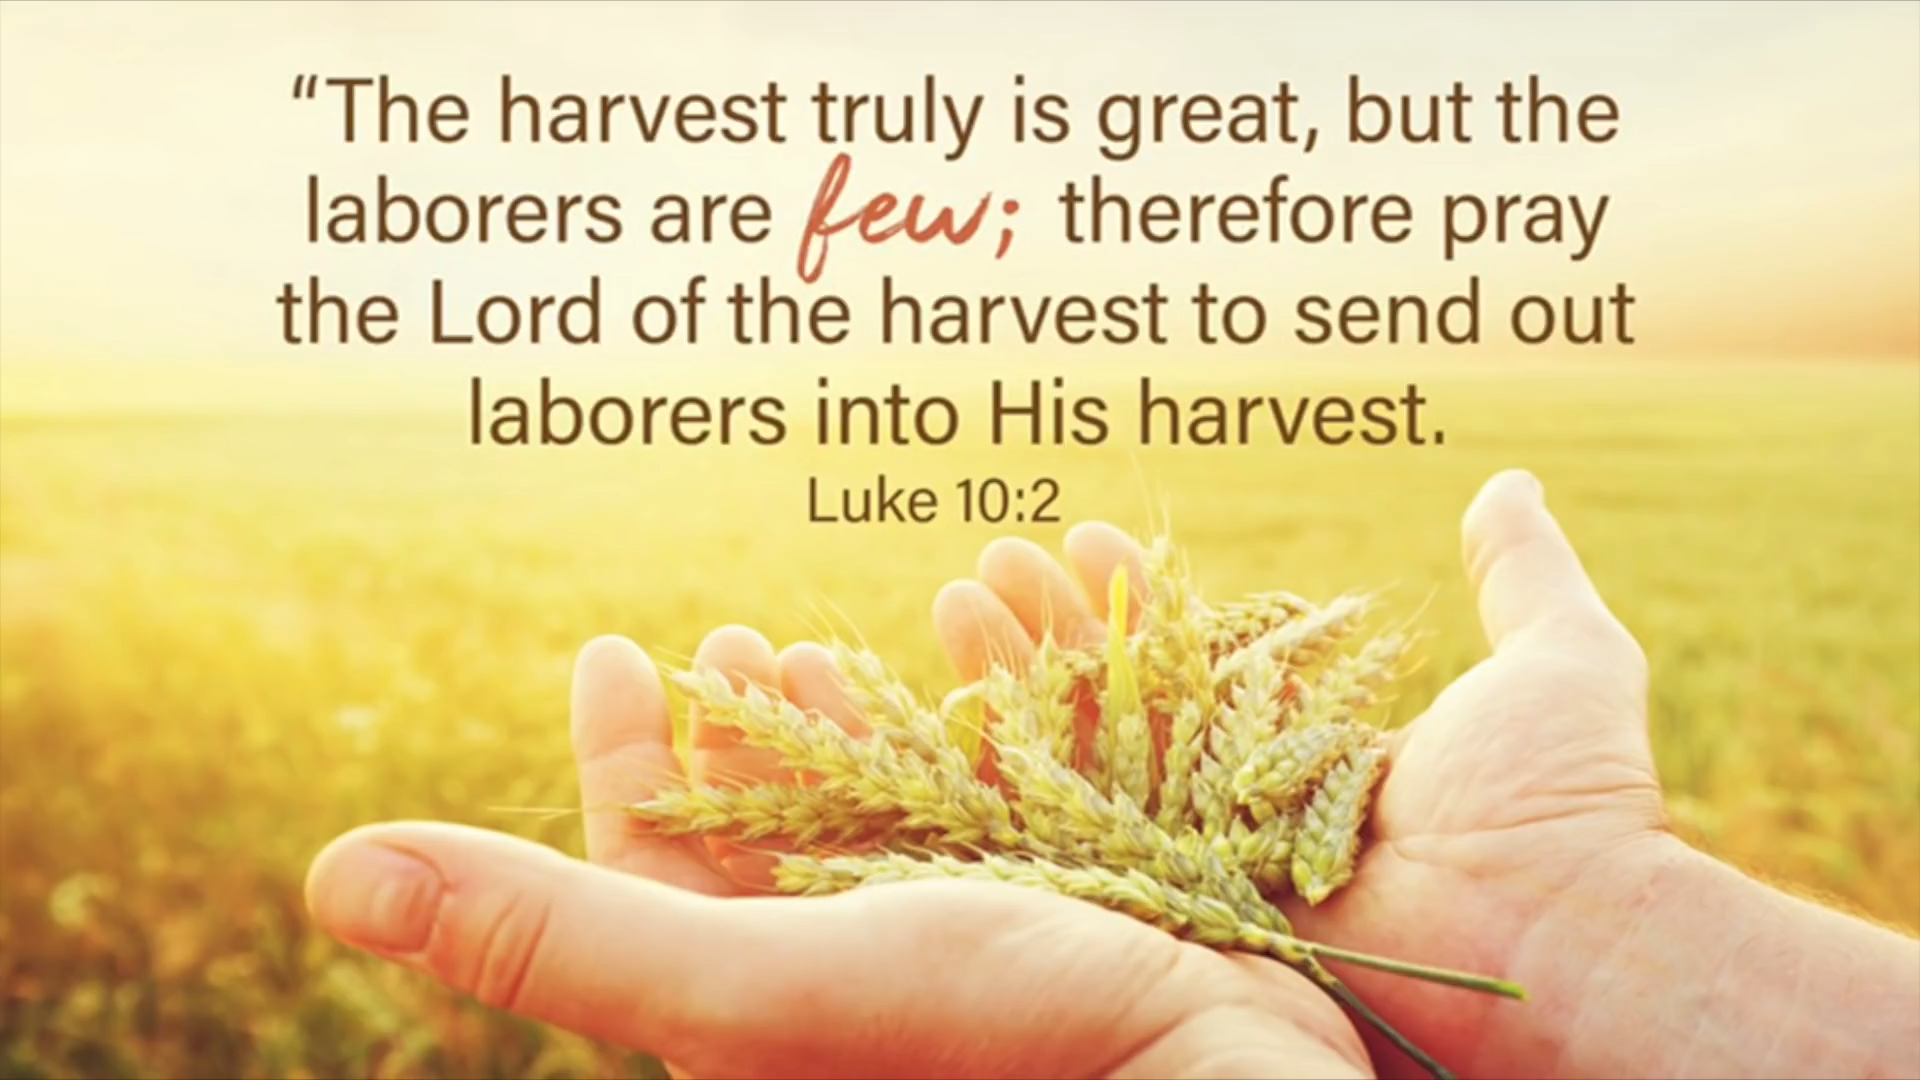 “The harvest truly is great, but the
laborers are few; therefore pray
the Lord of the harvest to send out
laborers into His harvest.
Luke 10:2